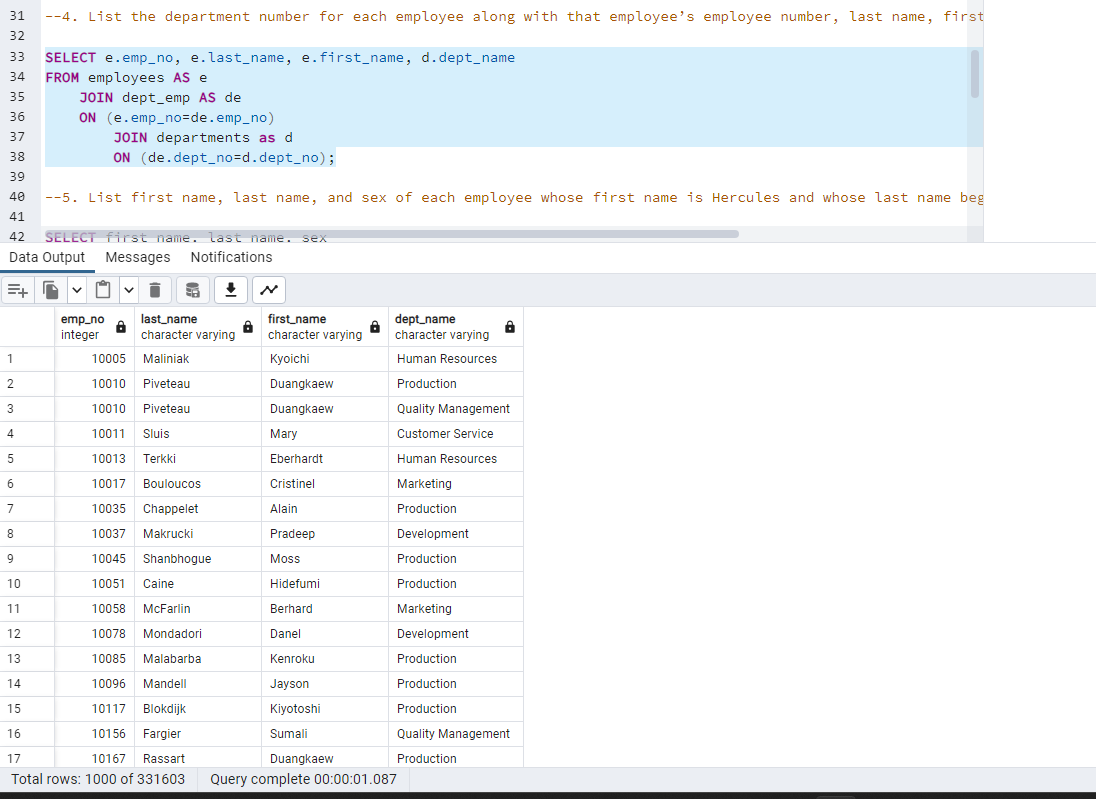 31 --4. List the department number for each employee along with that employee’s employee number, last name, first
32
33 SELECT e.emp_no, e.last_name, e.first_name, d.dept_name
34 FROM employees AS e
35 JOIN dept_emp AS de
36 ON (e.emp_no=de.emp_no)
37 JOIN departments as d
38 ON (de.dept_no=d.dept_no);
39
40 --5. List first name, last name, and sex of each employee whose first name is Hercules and whose last name beg
41
42 SELECT first_name, last_name, sex
Data Output Messages Notifications
emp_no last_name first_name dept_name
integer character varying character varying character varying
1 10005 Maliniak Kyoichi Human Resources
2 10010 Piveteau Duangkaew Production
3 10010 Piveteau Duangkaew Quality Management
4 10011 Sluis Mary Customer Service
5 10013 Terkki Eberhardt Human Resources
6 10017 Bouloucos Cristinel Marketing
7 10035 Chappelet Alain Production
8 10037 Makrucki Pradeep Development
9 10045 Shanbhogue Moss Production
10 10051 Caine Hidefumi Production
11 10058 McFarlin Berhard Marketing
12 10078 Mondadori Danel Development
13 10085 Malabarba Kenroku Production
14 10096 Mandell Jayson Production
15 10117 Blokdijk Kiyotoshi Production
16 10156 Fargier Sumali Quality Management
17 10167 Rassart Duangkaew Production
Total rows: 1000 of 331603 Query complete 00:00:01.087